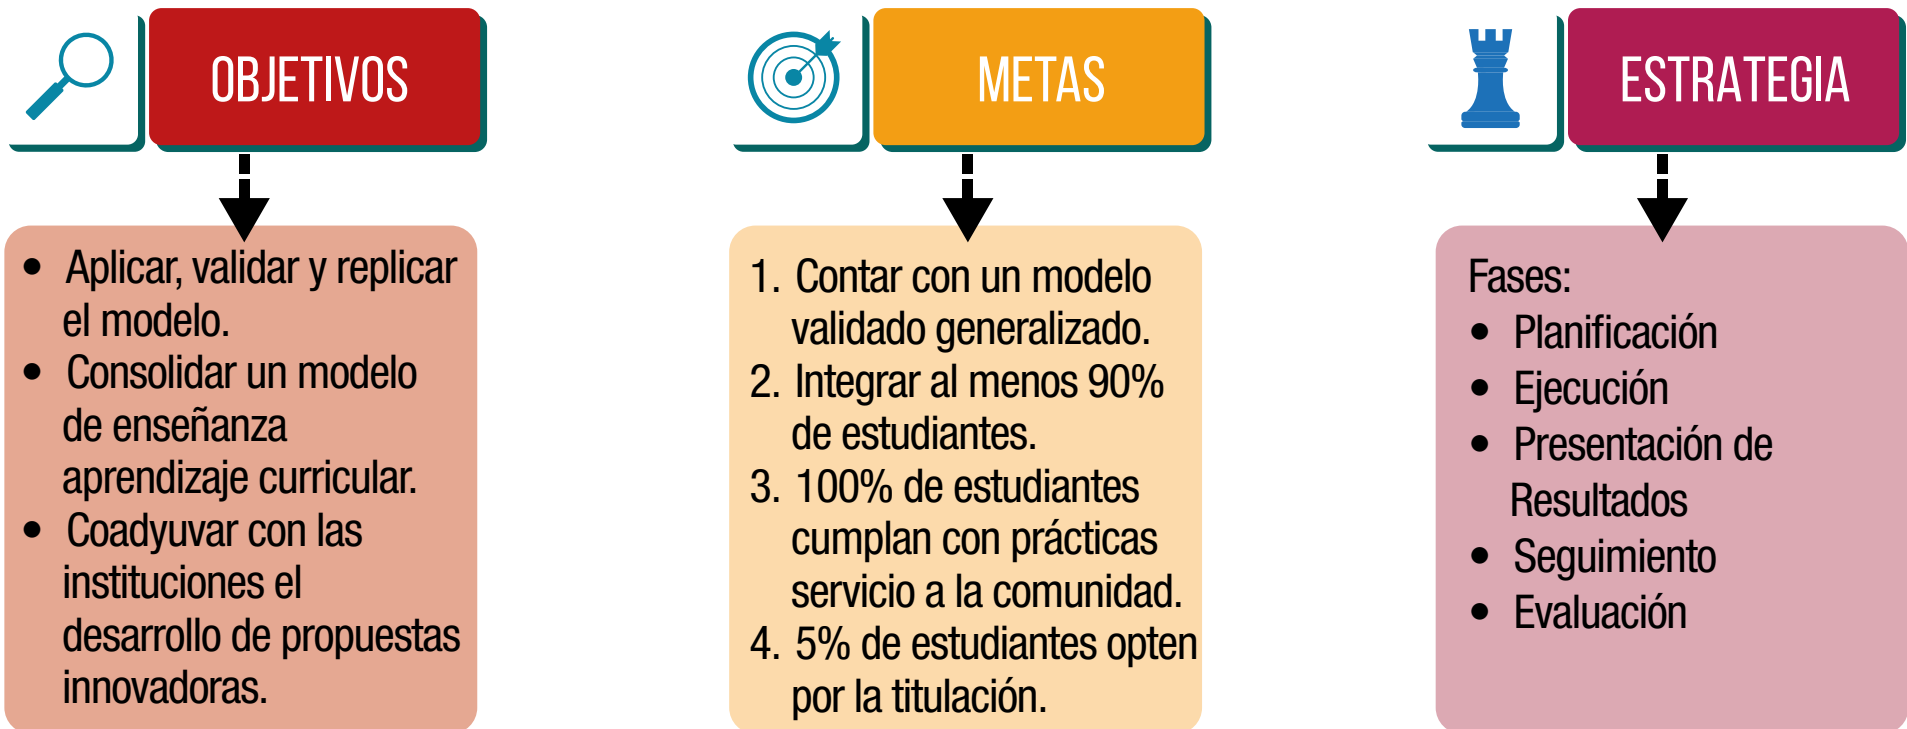 OBJETIVOS
• Aplicar, validar y replicar
el modelo.
• Consolidar un modelo
de enseñanza
aprendizaje curricular.
• Coadyuvar con las
instituciones el
desarrollo de propuestas
innovadoras.
METAS
1. Contar con un modelo
validado generalizado.
2. Integrar al menos 90%
de estudiantes.
3. 100% de estudiantes
cumplan con prácticas
servicio a la comunidad.
4. 5% de estudiantes opten
por la titulación.
ESTRATEGIA
Fases:
• Planificación
• Ejecución
• Presentación de
Resultados
• Seguimiento
• Evaluación